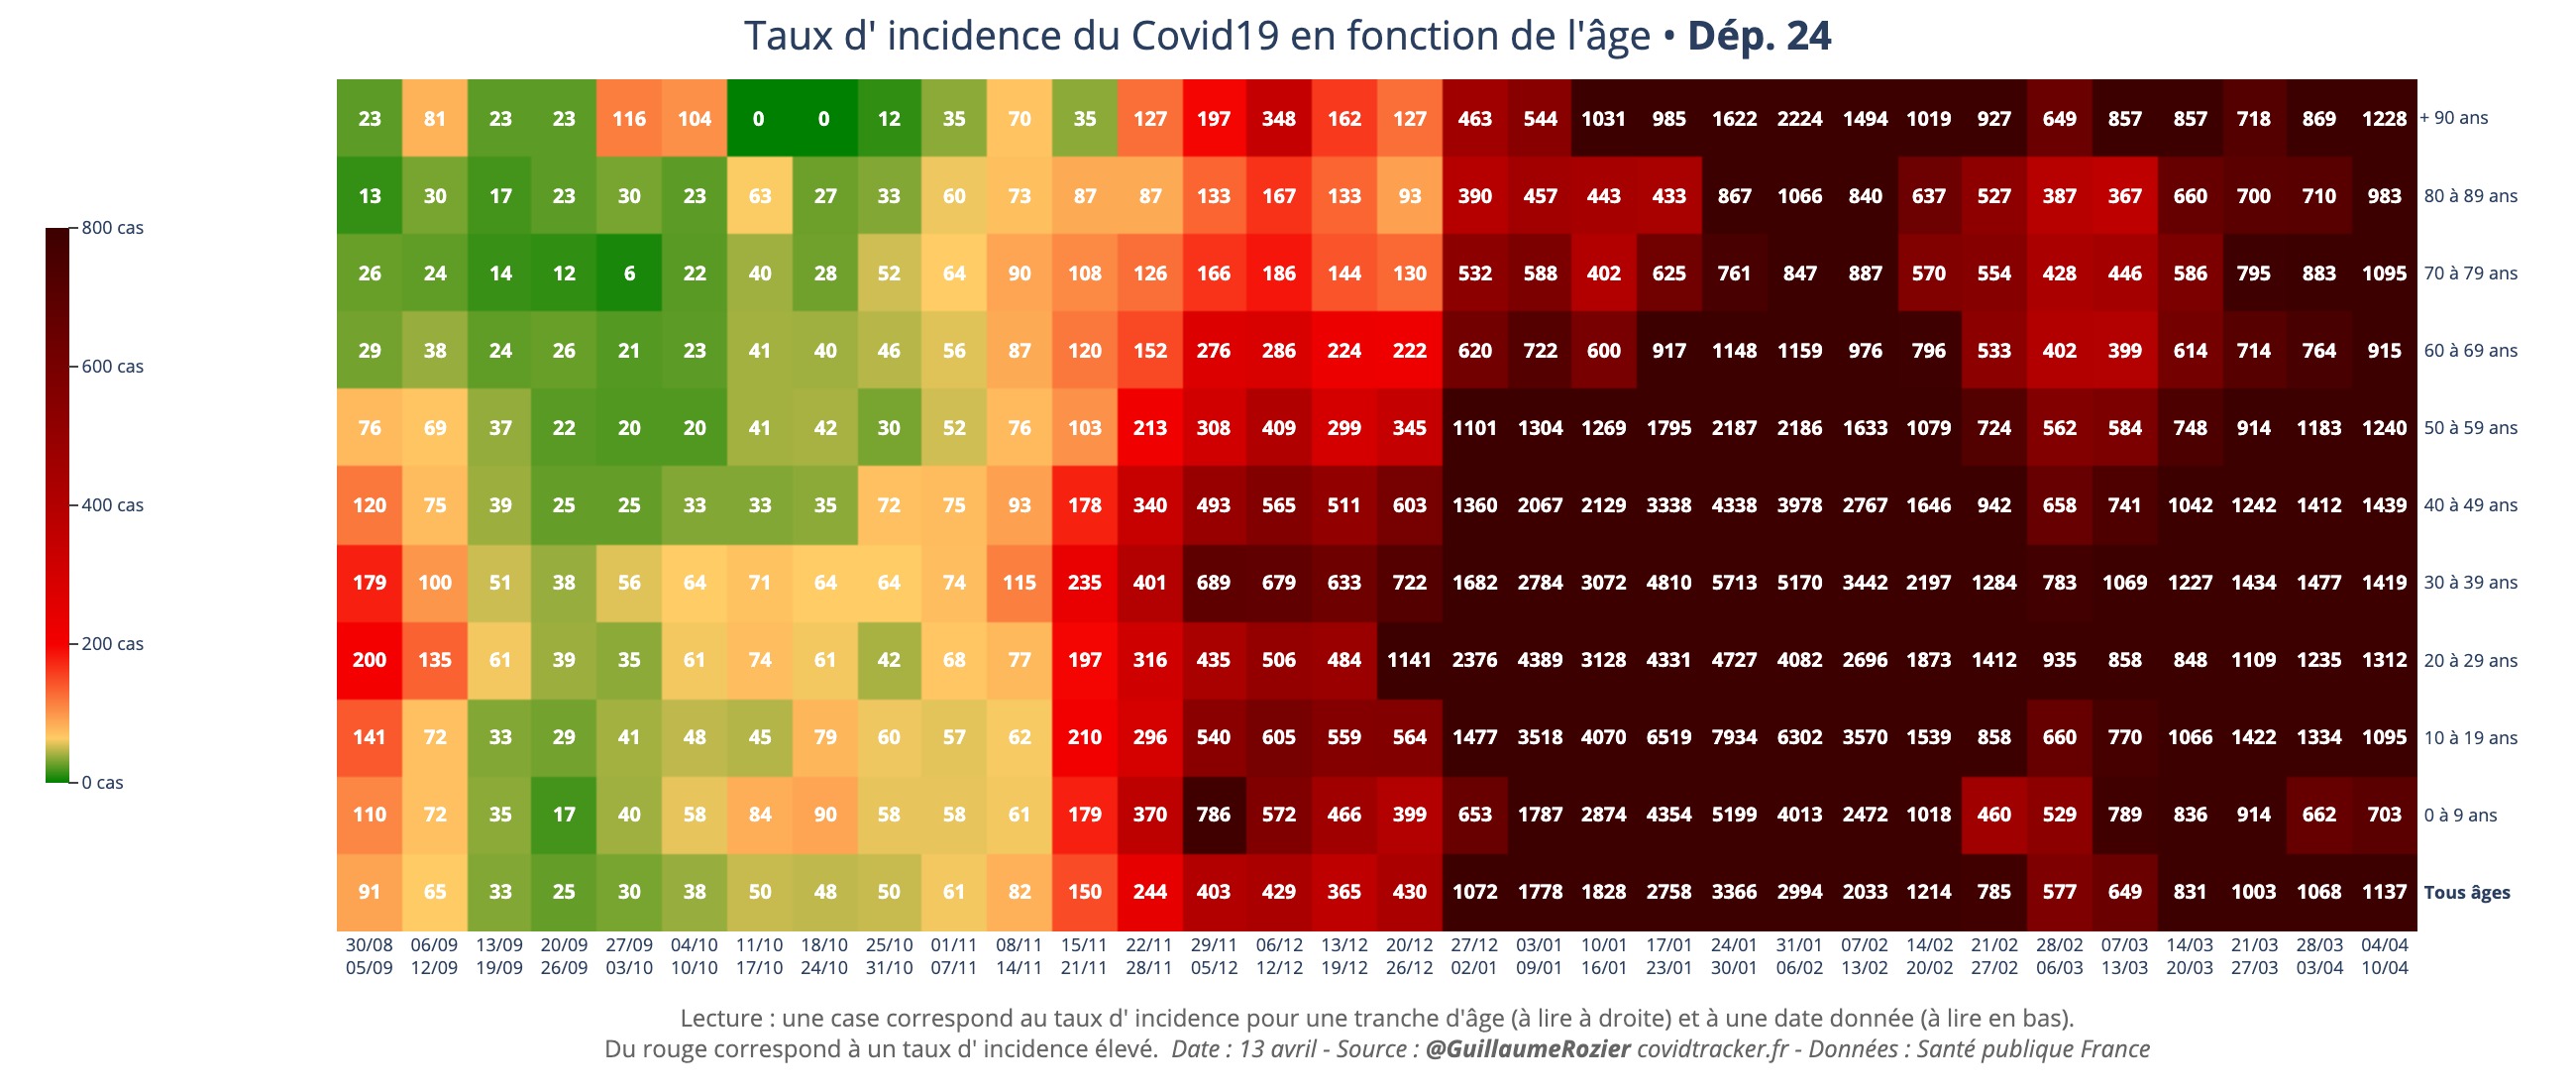 Taux d' incidence du Covid19 en fonction de l'âge • Dép. 24
800 cas
600 cas
400 cas
200 cas
0 cas
23 81 23 23 116 104 0 0 12 35 70 35 127 197 348 162 127 463 544 1031 985 1622 2224 1494 1019 927 649 857 857 718 869 1228 + 90 ans
13 30 17 23 30 23 63 27 33 60 73 87 87 133 167 133 93 390 457 443 433 867 1066 840 637 527 387 367 660 700 710 983 80 à 89 ans
26 24 14 12 6 22 40 28 52 64 90 108 126 166 186 144 130 532 588 402 625 761 847 887 570 554 428 446 586 795 883 1095 70 à 79 ans
29 38 24 26 21 23 41 40 46 56 87 120 152 276 286 224 222 620 722 600 917 1148 1159 976 796 533 402 399 614 714 764 915 60 à 69 ans
76 69 37 22 20 20 41 42 30 52 76 103 213 308 409 299 345 1101 1304 1269 1795 2187 2186 1633 1079 724 562 584 748 914 1183 1240 50 à 59 ans
120 75 39 25 25 33 33 35 72 75 93 178 340 493 565 511 603 1360 2067 2129 3338 4338 3978 2767 1646 942 658 741 1042 1242 1412 1439 40 à 49 ans
179 100 51 38 56 64 71 64 64 74 115 235 401 689 679 633 722 1682 2784 3072 4810 5713 5170 3442 2197 1284 783 1069 1227 1434 1477 1419 30 à 39 ans
200 135 61 39 35 61 74 61 42 68 77 197 316 435 506 484 1141 2376 4389 3128 4331 4727 4082 2696 1873 1412 935 858 848 1109 1235 1312 20 à 29 ans
141 72 33 29 41 48 45 79 60 57 62 210 296 540 605 559 564 1477 3518 4070 6519 7934 6302 3570 1539 858 660 770 1066 1422 1334 1095 10 à 19 ans
110 72 35 17 40 58 84 90 58 58 61 179 370 786 572 466 399 653 1787 2874 4354 5199 4013 2472 1018 460 529 789 836 914 662 703 0 à 9 ans
91 65 33 25 30 38 50 48 50 61 82 150 244 403 429 365 430 1072 1778 1828 2758 3366 2994 2033 1214 785 577 649 831 1003 1068 1137 Tous âges
30/08 06/09 13/09 20/09 27/09 04/10 11/10 18/10 25/10 01/11 08/11 15/11 22/11 29/11 06/12 13/12 20/12 27/12 03/01 10/01 17/01 24/01 31/01 07/02 14/02 21/02 28/02 07/03 14/03 21/03 28/03 04/04
05/09 12/09 19/09 26/09 03/10 10/10 17/10 24/10 31/10 07/11 14/11 21/11 28/11 05/12 12/12 19/12 26/12 02/01 09/01 16/01 23/01 30/01 06/02 13/02 20/02 27/02 06/03 13/03 20/03 27/03 03/04 10/04
Lecture : une case correspond au taux d' incidence pour une tranche d'âge (à lire à droite) et à une date donnée (à lire en bas).
Du rouge correspond à un taux d' incidence élevé. Date : 13 avril - Source : @GuillaumeRozier covidtracker.fr - Données : Santé publique France